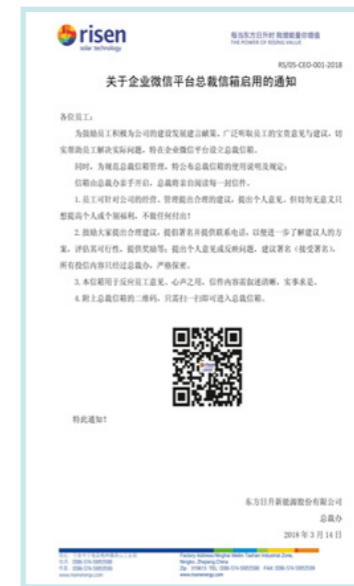 risen
solar technology
每当东方日升时 我很能量你增值
THE POWER OF RISING VALUE
RS/05-CEO-001-2018
关于企业微信平台总裁信箱启用的通知
各位员工:
为鼓励员工积极为公司的建设发展建言献策,广泛听取员工的宝贵意见与建议,切
实帮助员工解决实际问题,特在企业微信平台设立总裁信箱。
同时,为规范总裁信箱管理,特公布总裁信箱的使用说明及规定:
信箱由总裁办亲手开启,总裁将亲自阅读每一封信件。
1.员工可针对公司的经营、管理提出合理的建议,提出个人意见。但切勿无意义只
想提高个人或个别福利,不做任何付出!
2.鼓励大家提出合理建议,提倡署名并提供联系电话,以便进一步了解建议人的方
案,评估其可行性,提供奖励等;提出个人意见或反映问题,建议署名(接受匿名)。
所有投信内容只经过总裁办,严格保密。
3.本信箱用于反应员工意见、心声之用,信件内容需叙述清晰,实事求是。
4.附上总裁信箱的二维码,只需扫一扫即可进入总裁信箱。
特此通知!
东方日升新能源股份有限公司
总裁办
2018 年 3 月 14 日
Ningbo, Zhejiang,China
www.risenenergy.com
www.risenenergy.com